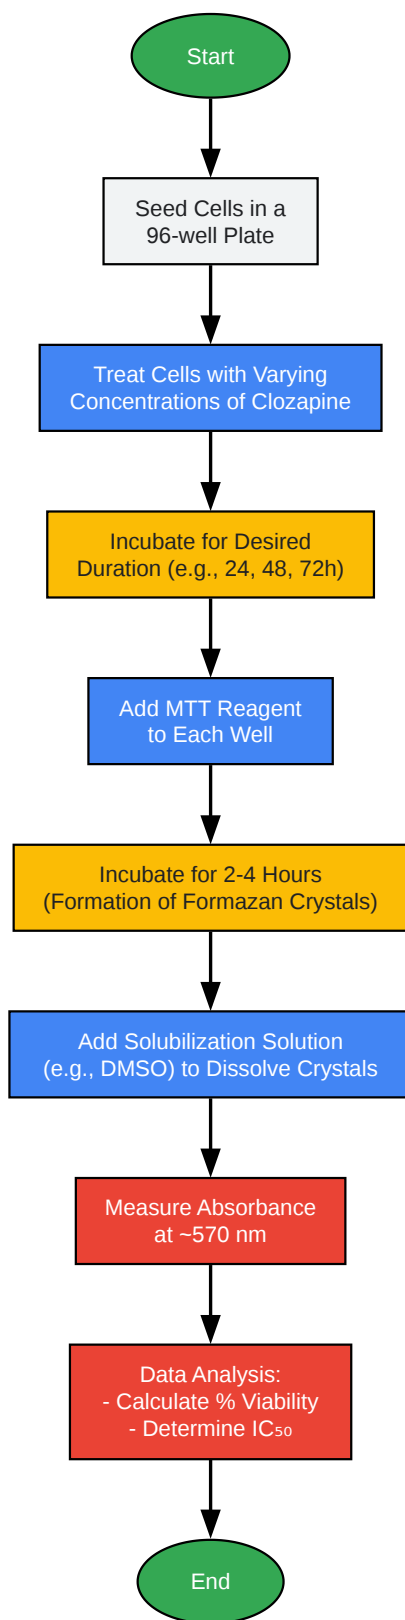 Start
Seed Cells in a
96-well Plate
Treat Cells with Varying
Concentrations of Clozapine
Incubate for Desired
Duration (e.g., 24, 48, 72h)
Add MTT Reagent
to Each Well
Incubate for 2-4 Hours
(Formation of Formazan Crystals)
Add Solubilization Solution
(e.g., DMSO) to Dissolve Crystals
Measure Absorbance
at ~570 nm
Data Analysis:
- Calculate % Viability
- Determine IC₅₀
End